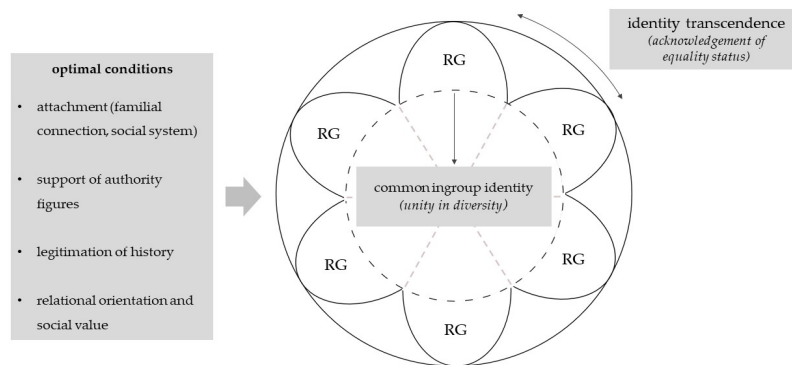 optimal conditions
• attachment (familial
connection, social system)
• support of authority
figures
• legitimation of history
• relational orientation and
social value
RG
RG
RG
RG
RG
RG
common ingroup identity
(unity in diversity)
identity transcendence
(acknowledgement of
equality status)